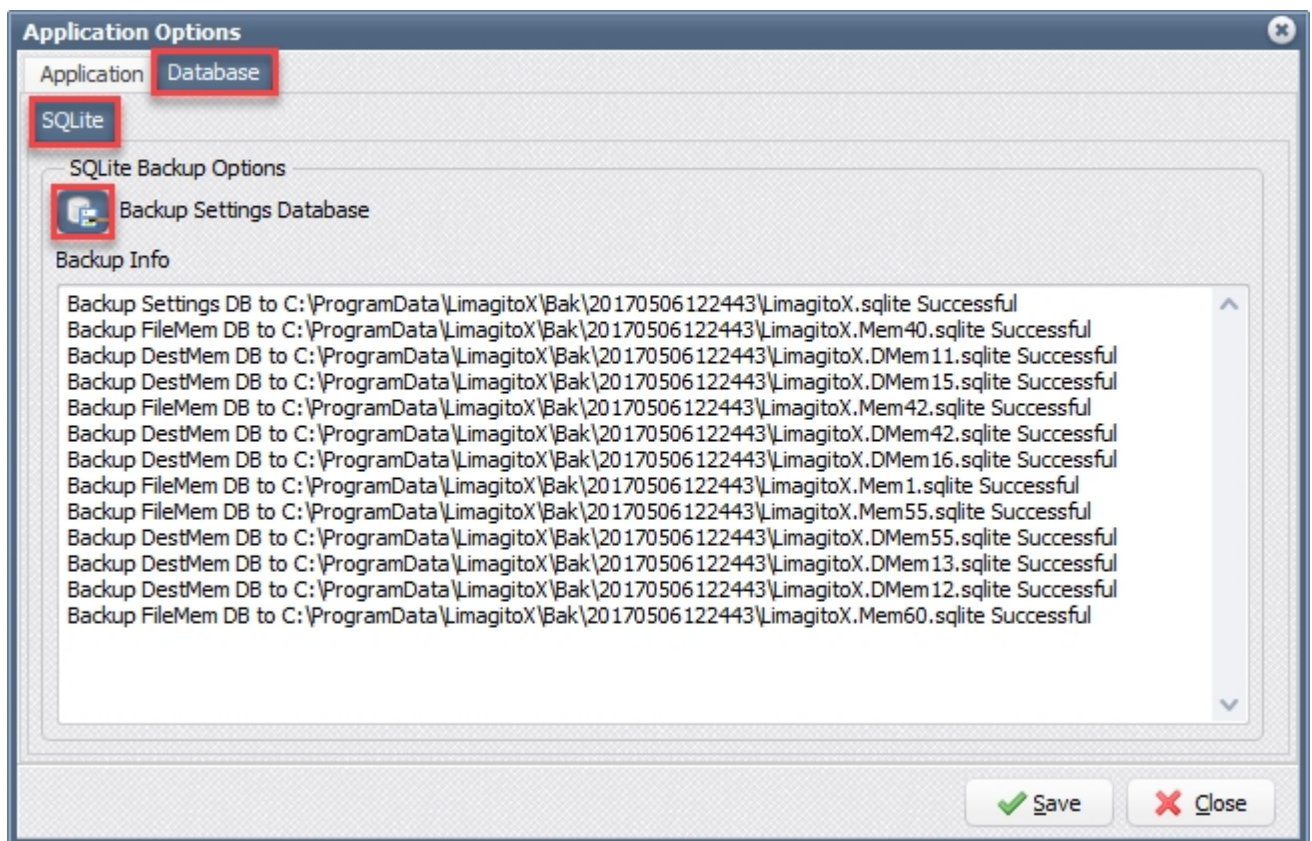 Application Options
Application Database
SQLite
SQLite Backup Options
Backup Settings Database
Backup Info
Backup Settings DB to C:\ProgramData\LimagitoX\Bak\20170506122443\LimagitoX.sqlite Successful
Backup FileMem DB to C:\ProgramData\LimagitoX\Bak\20170506122443\LimagitoX.Mem40.sqlite Successful
Backup DestMem DB to C:\ProgramData\LimagitoX\Bak\20170506122443\LimagitoX.DMem11.sqlite Successful
Backup DestMem DB to C:\ProgramData\LimagitoX\Bak\20170506122443\LimagitoX.DMem15.sqlite Successful
Backup FileMem DB to C:\ProgramData\LimagitoX\Bak\20170506122443\LimagitoX.Mem42.sqlite Successful
Backup DestMem DB to C:\ProgramData\LimagitoX\Bak\20170506122443\LimagitoX.DMem42.sqlite Successful
Backup DestMem DB to C:\ProgramData\LimagitoX\Bak\20170506122443\LimagitoX.DMem16.sqlite Successful
Backup FileMem DB to C:\ProgramData\LimagitoX\Bak\20170506122443\LimagitoX.Mem1.sqlite Successful
Backup FileMem DB to C:\ProgramData\LimagitoX\Bak\20170506122443\LimagitoX.Mem55.sqlite Successful
Backup DestMem DB to C:\ProgramData\LimagitoX\Bak\20170506122443\LimagitoX.DMem55.sqlite Successful
Backup DestMem DB to C:\ProgramData\LimagitoX\Bak\20170506122443\LimagitoX.DMem13.sqlite Successful
Backup DestMem DB to C:\ProgramData\LimagitoX\Bak\20170506122443\LimagitoX.DMem12.sqlite Successful
Backup FileMem DB to C:\ProgramData\LimagitoX\Bak\20170506122443\LimagitoX.Mem60.sqlite Successful
Save Close